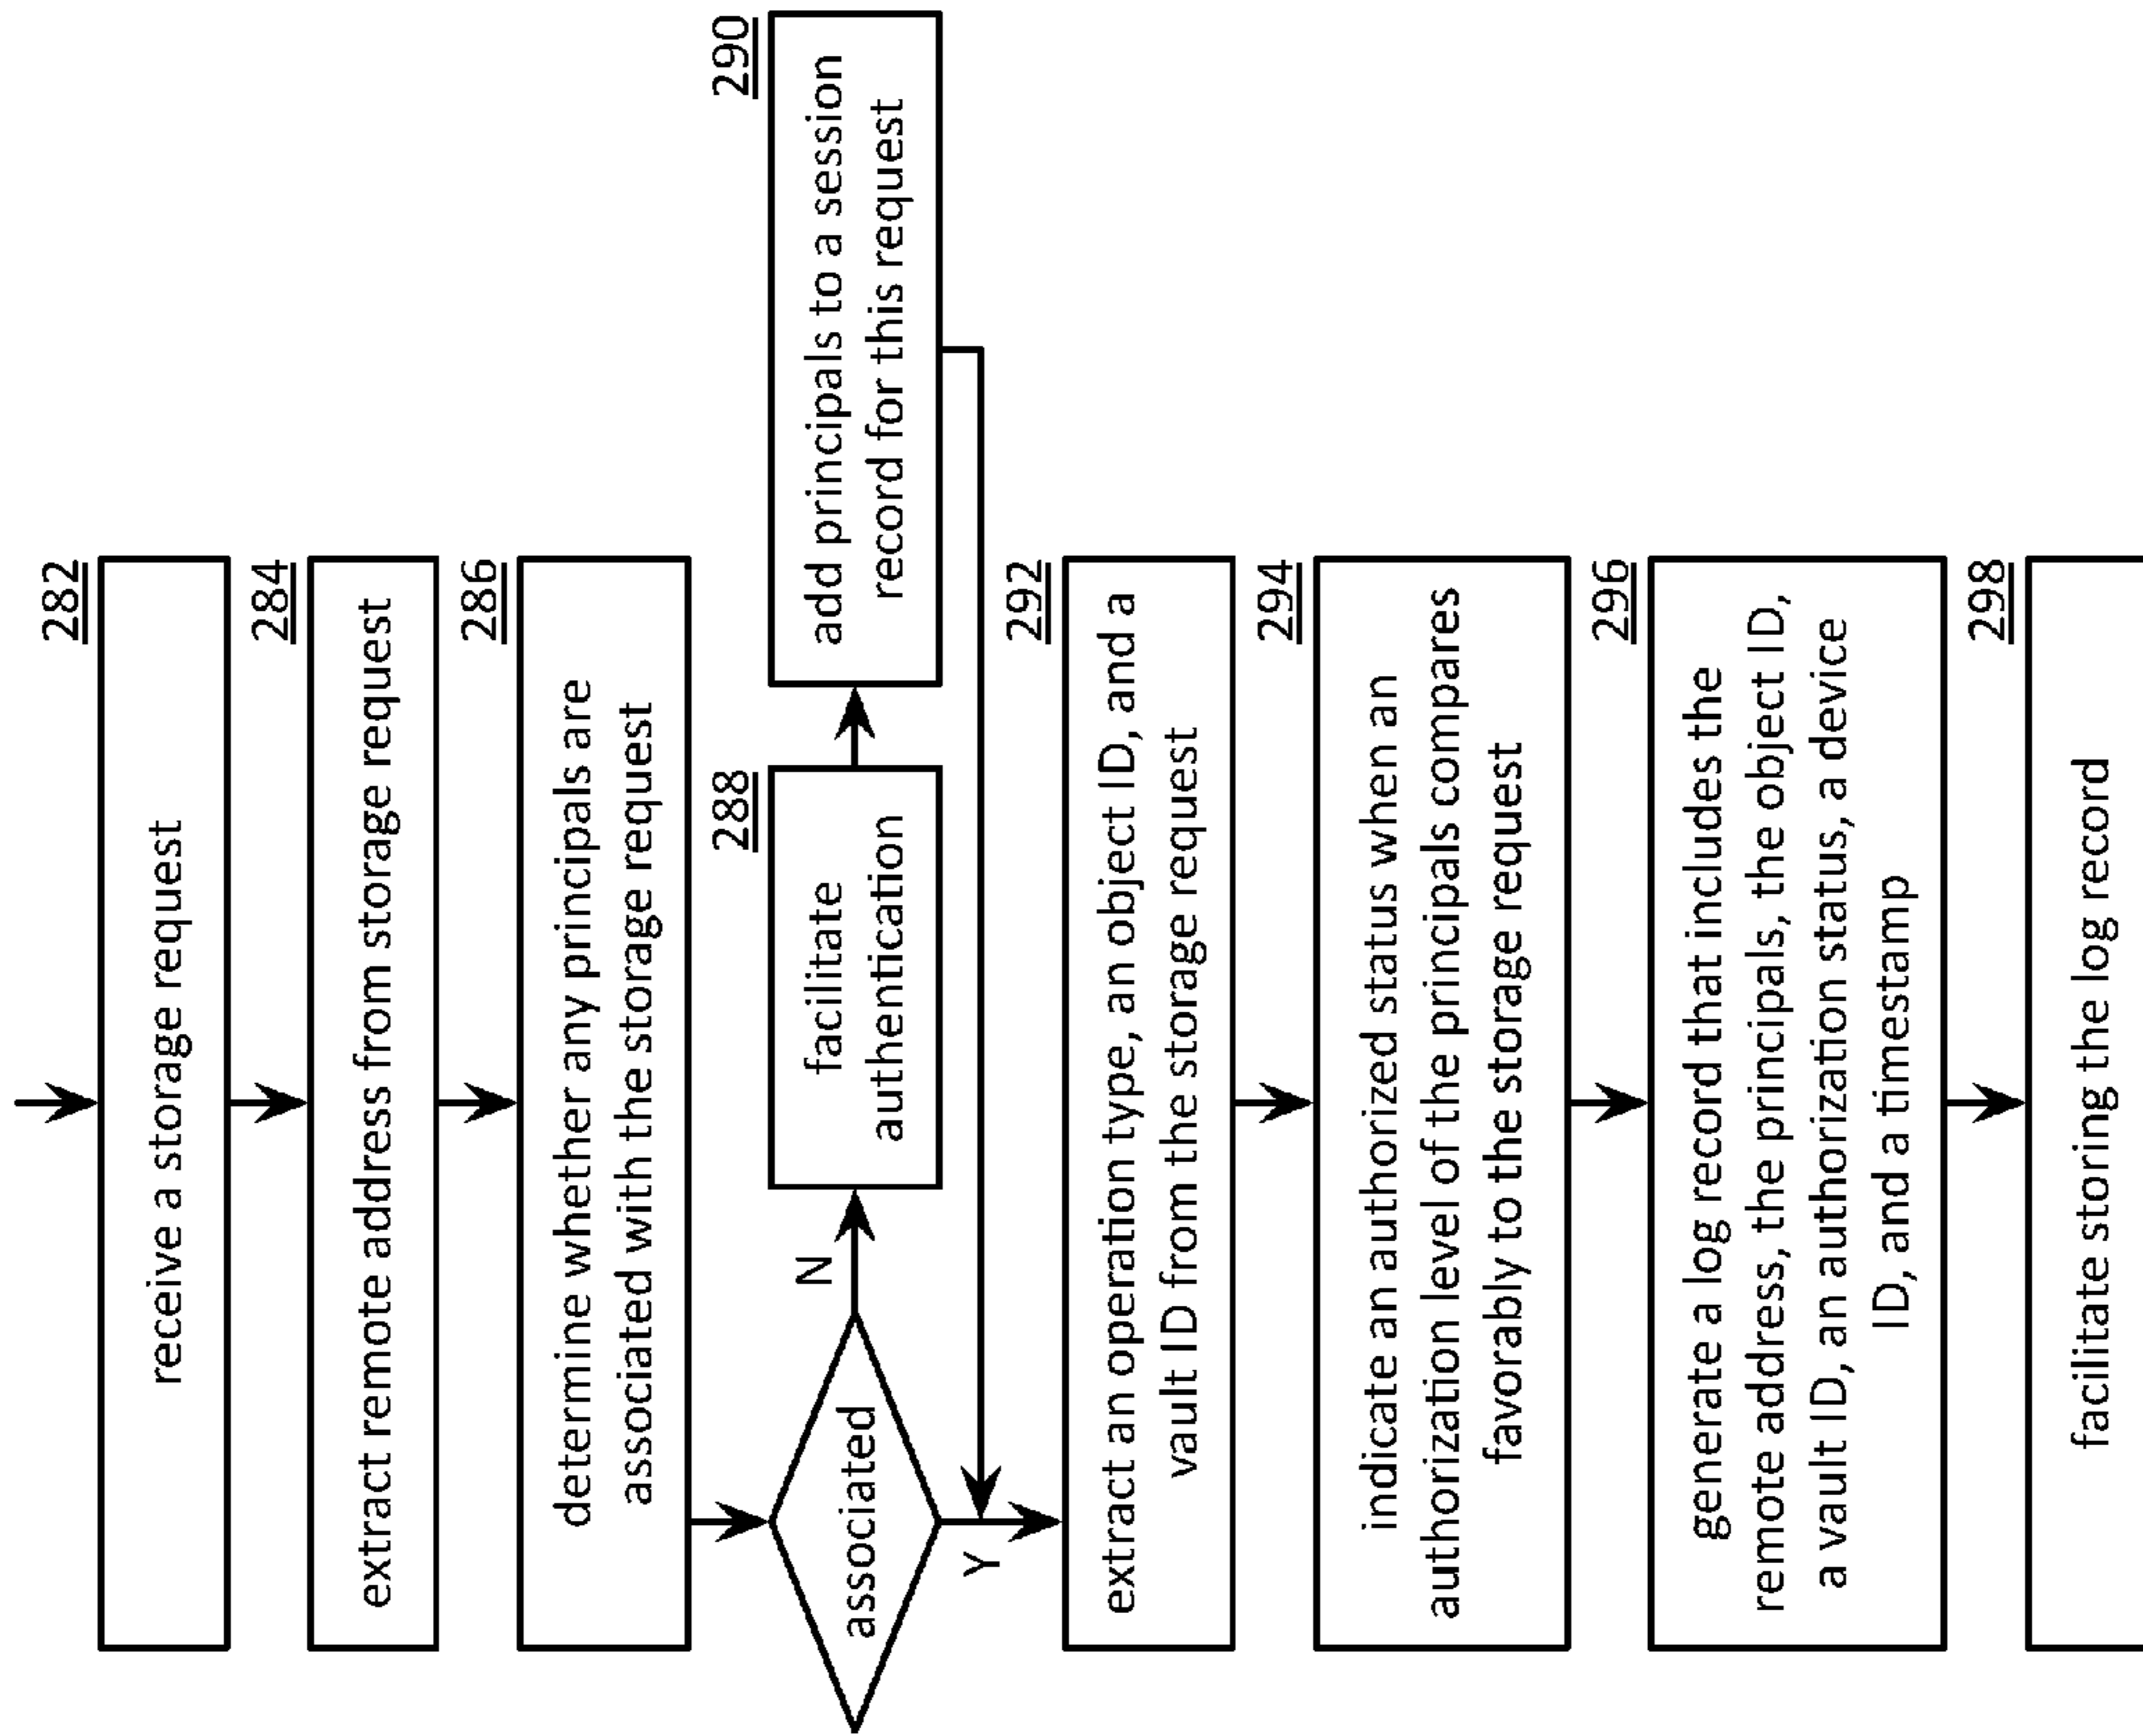 282
receive a storage request
284
extract remote address from storage request
286
determine whether any principals are
associated with the storage request
associated
N
Y
288
facilitate
authentication
290
add principals to a session
record for this request
292
extract an operation type, an object ID, and a
vault ID from the storage request
294
indicate an authorized status when an
authorization level of the principals compares
favorably to the storage request
296
generate a log record that includes the
remote address, the principals, the object ID,
a vault ID, an authorization status, a device
ID, and a timestamp
298
facilitate storing the log record